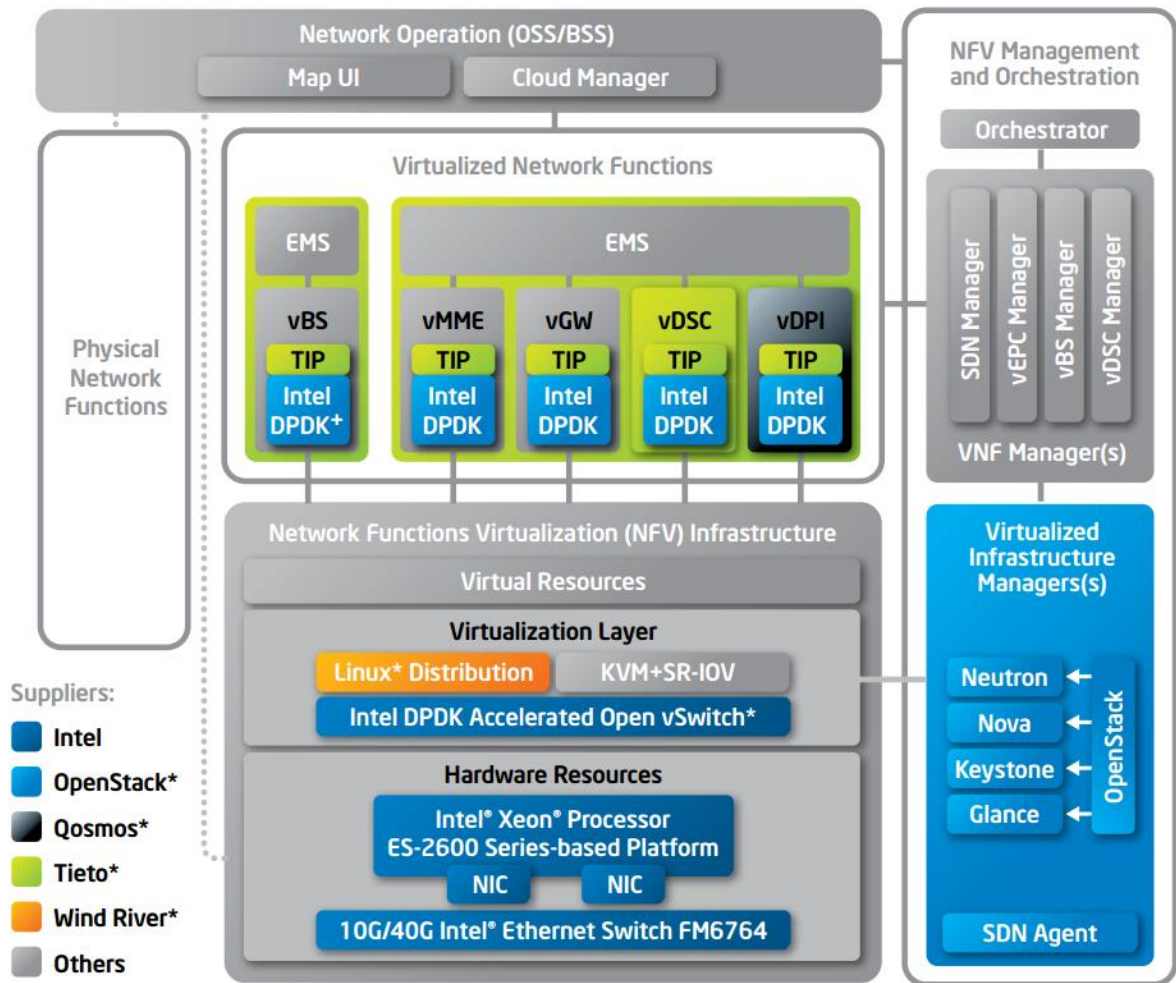 Network Operation (OSS/BSS)
Map UI
Cloud Manager
Physical
Network
Functions
Virtualized Network Functions
EMS
EMS
vBS
TIP
Intel
DPDK+
vMME
TIP
Intel
DPDK
vGW
TIP
Intel
DPDK
vDSC
TIP
Intel
DPDK
vDPI
TIP
Intel
DPDK
Network Functions Virtualization (NFV) Infrastructure
Virtual Resources
Virtualization Layer
Linux* Distribution
KVM+SR-IOV
Intel DPDK Accelerated Open vSwitch*
Hardware Resources
Intel® Xeon® Processor
ES-2600 Series-based Platform
NIC
NIC
10G/40G Intel® Ethernet Switch FM6764
NFV Management
and Orchestration
Orchestrator
SDN Manager
vEPC Manager
vBS Manager
vDSC Manager
VNF Manager(s)
Virtualized
Infrastructure
Managers(s)
Neutron
Nova
Keystone
Glance
OpenStack
SDN Agent
Suppliers:
Intel
OpenStack*
Qosmos*
Tieto*
Wind River*
Others